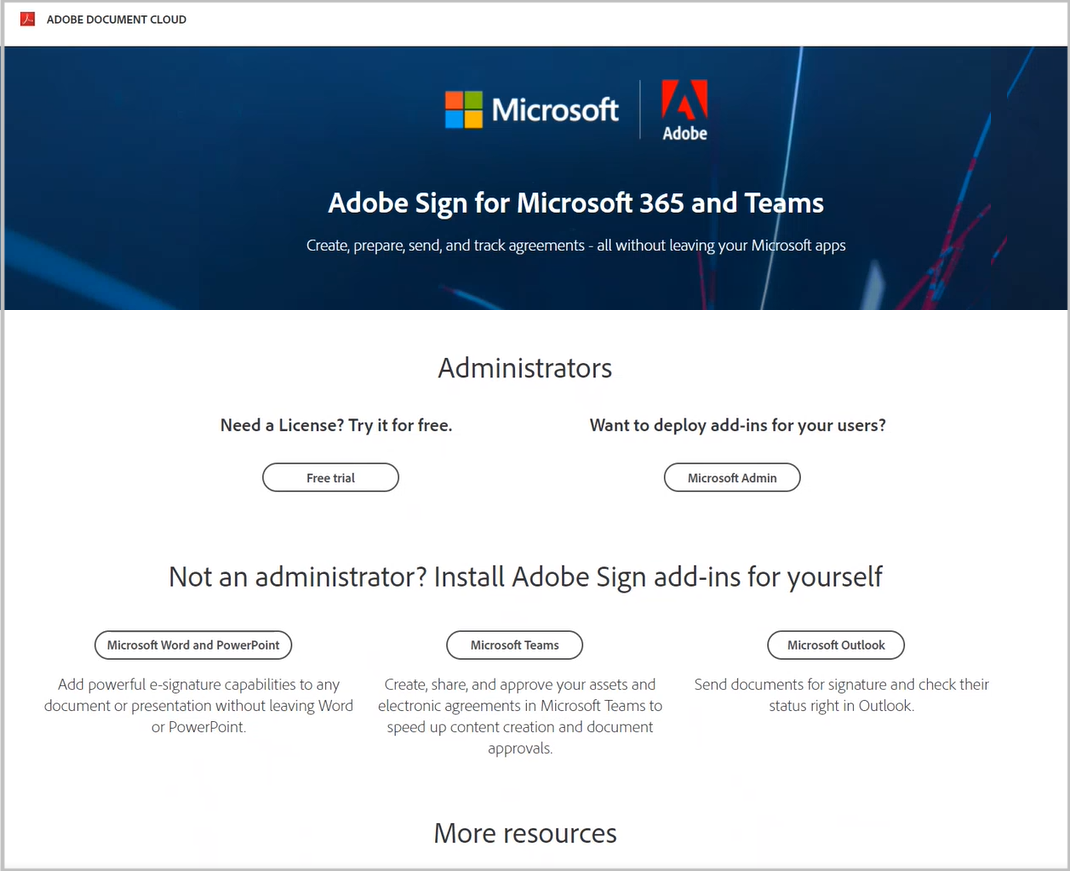 ADOBE DOCUMENT CLOUD
Microsoft
Adobe
Adobe Sign for Microsoft 365 and Teams
Create, prepare, send, and track agreements - all without leaving your Microsoft apps
Administrators
Need a License? Try it for free.
Want to deploy add-ins for your users?
Free trial
Microsoft Admin
Not an administrator? Install Adobe Sign add-ins for yourself
Microsoft Word and PowerPoint
Add powerful e-signature capabilities to any
document or presentation without leaving Word
or PowerPoint.
Microsoft Teams
Create, share, and approve your assets and
electronic agreements in Microsoft Teams to
speed up content creation and document
approvals.
Microsoft Outlook
Send documents for signature and check their
status right in Outlook.
More resources